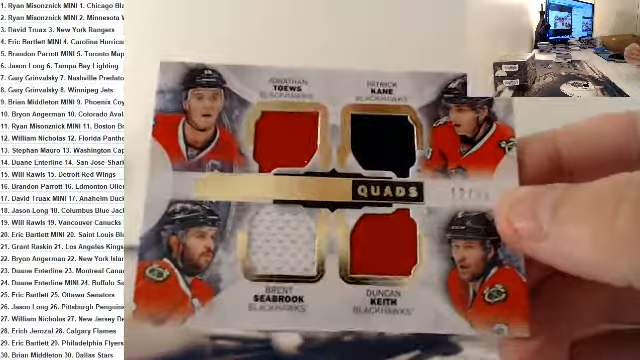 1. Ryan Misonznick MINI 1. Chicago Bla
2. Ryan Misonznick MINI 2. Minnesota
3. David Truax 3. New York Rangers
4. Eric Bartlett MINI 4. Carolina Hurrican
5. Brandon Parrott MINI 5. Toronto Map
6. Jason Long 6. Tampa Bay Lighting
7. Gary Grinvalsky 7. Nashville Predato
8. Gary Grinvalsky 8. Winnipeg Jets
9. Brian Middleton MINI 9. Phoenix Coy
10. Bryon Angerman 10. Colorado Aval
11. Ryan Misonznick MINI 11. Boston Br
12. William Nicholas 12. Florida Panthe
13. Stephan Mauro 13. Washington Cap
14. Duane Enterline 14. San Jose Shark
15. Will Rawls 15. Detroit Red Wings
16. Brandon Parrott 16. Edmonton Oile
17. David Truax MINI 17. Anaheim Duck
18. Jason Long 18. Columbus Blue Jack
19. Will Rawls 19. Vancouver Canucks
20. Eric Bartlett MINI 20. Saint Louis Bl
21. Grant Raskin 21. Los Angeles Kings
22. Bryon Angerman 22. New York Islan
23. Duane Enterline 23. Montreal Canad
24. Duane Enterline MINI 24. Buffalo Sa
25. Eric Bartlett 25. Ottawa Senators
26. Jason Long 26. Pittsburgh Penguins
27. William Nicholas 27. New Jersey De
28. Erich Jerozal 28. Calgary Flames
29. Eric Bartlett 29. Philadelphia Flyers
30. Brian Middleton 30. Dallas Stars
JONATHAN
TOEWS
BLACKHAWKS
PATRICK
KANE
BLACKHAWKS
QUADS
BRENT
SEABROOK
BLACKHAWKS
DUNCAN
KEITH
BLACKHAWKS